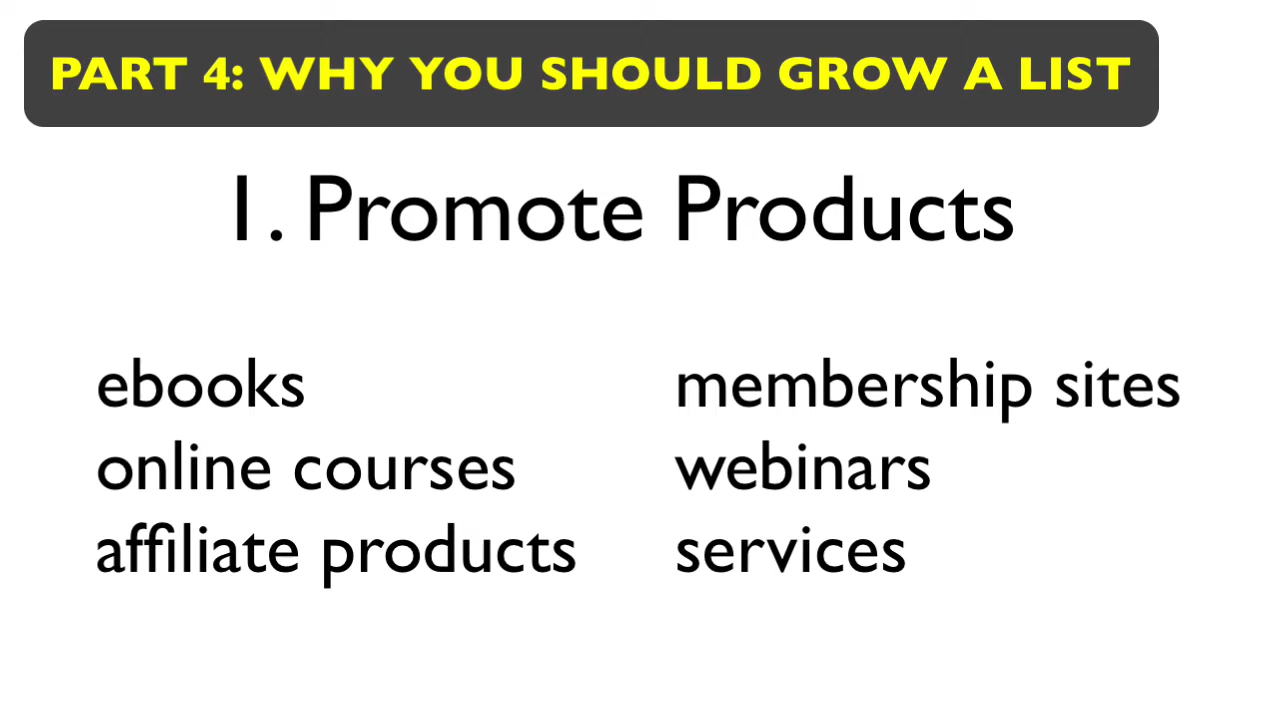 PART 4: WHY YOU SHOULD GROW A LIST
1. Promote Products
ebooks
online courses
affiliate products
membership sites
webinars
services